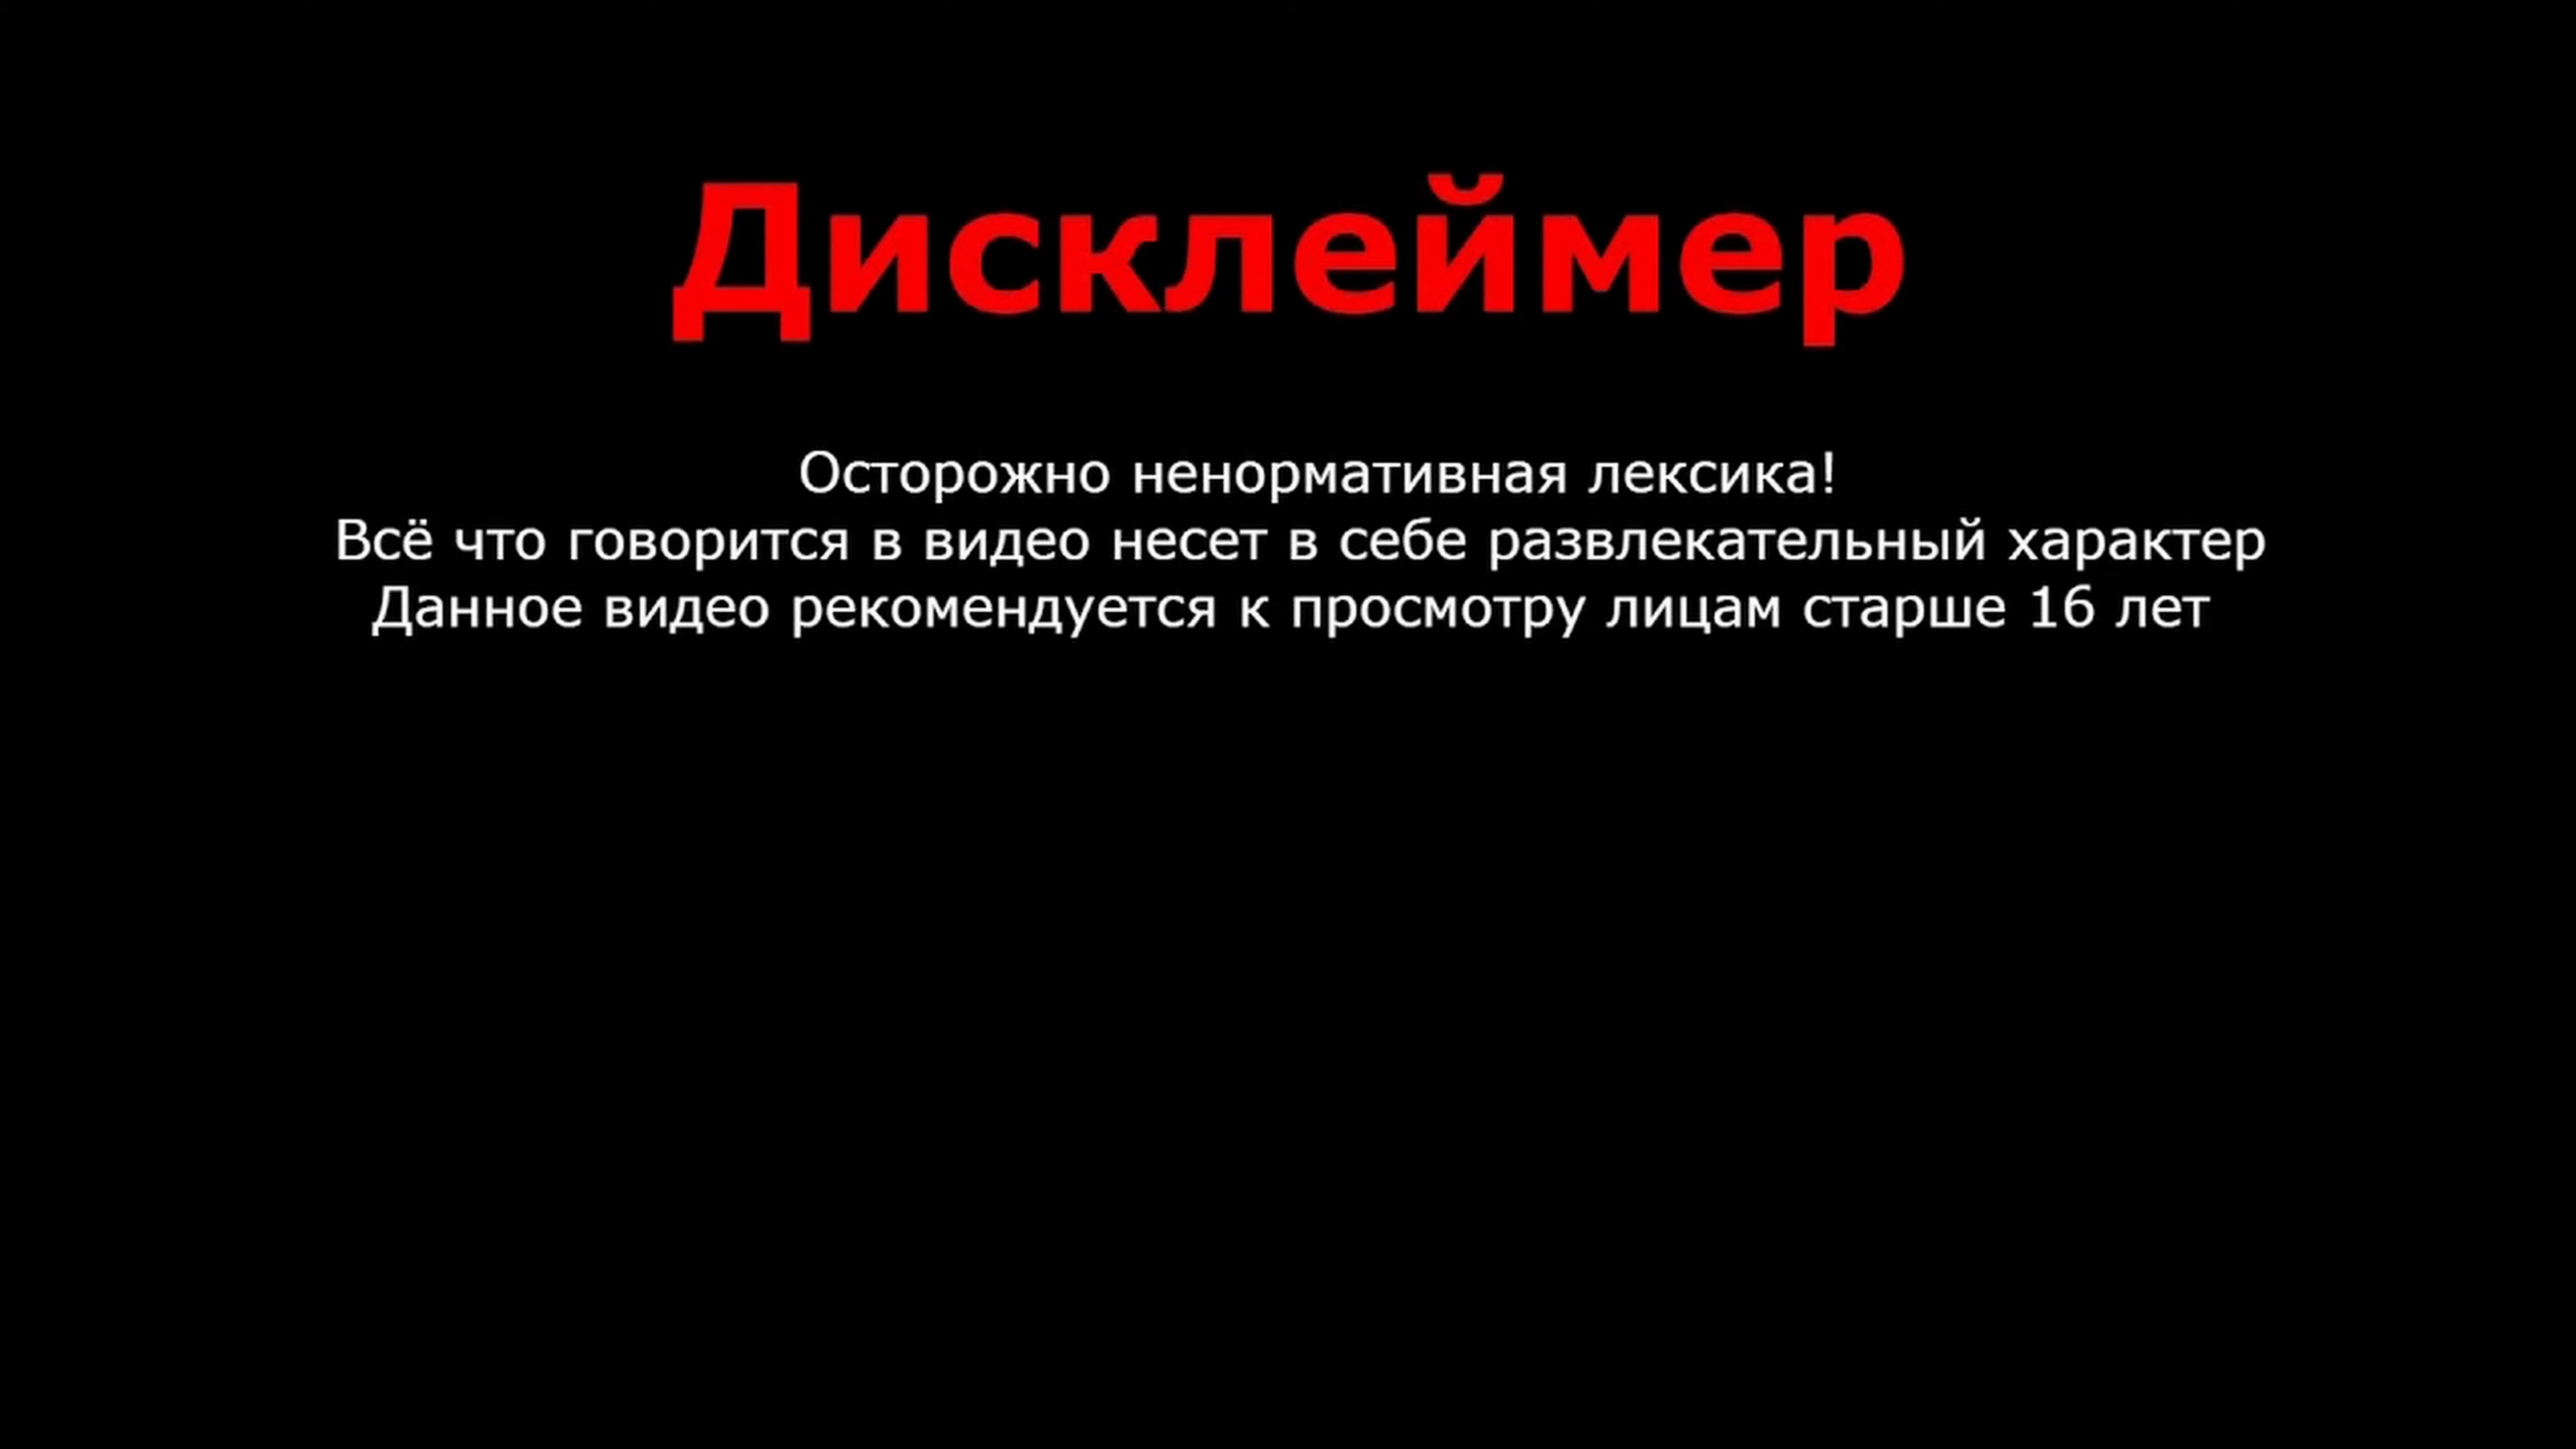 Дисклеймер
Осторожно ненормативная лексика!
Всё что говорится в видео несет в себе развлекательный характер
Данное видео рекомендуется к просмотру лицам старше 16 лет